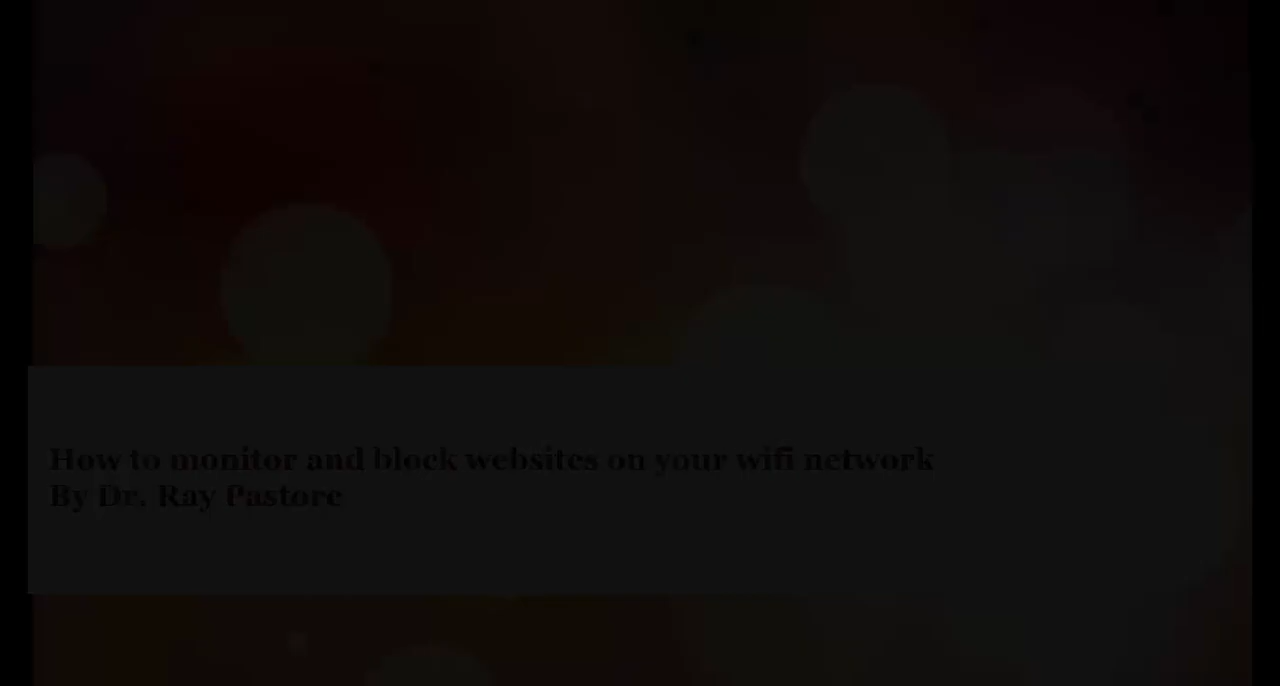 How to monitor and block websites on your wifi network
By Dr. Ray Pastore